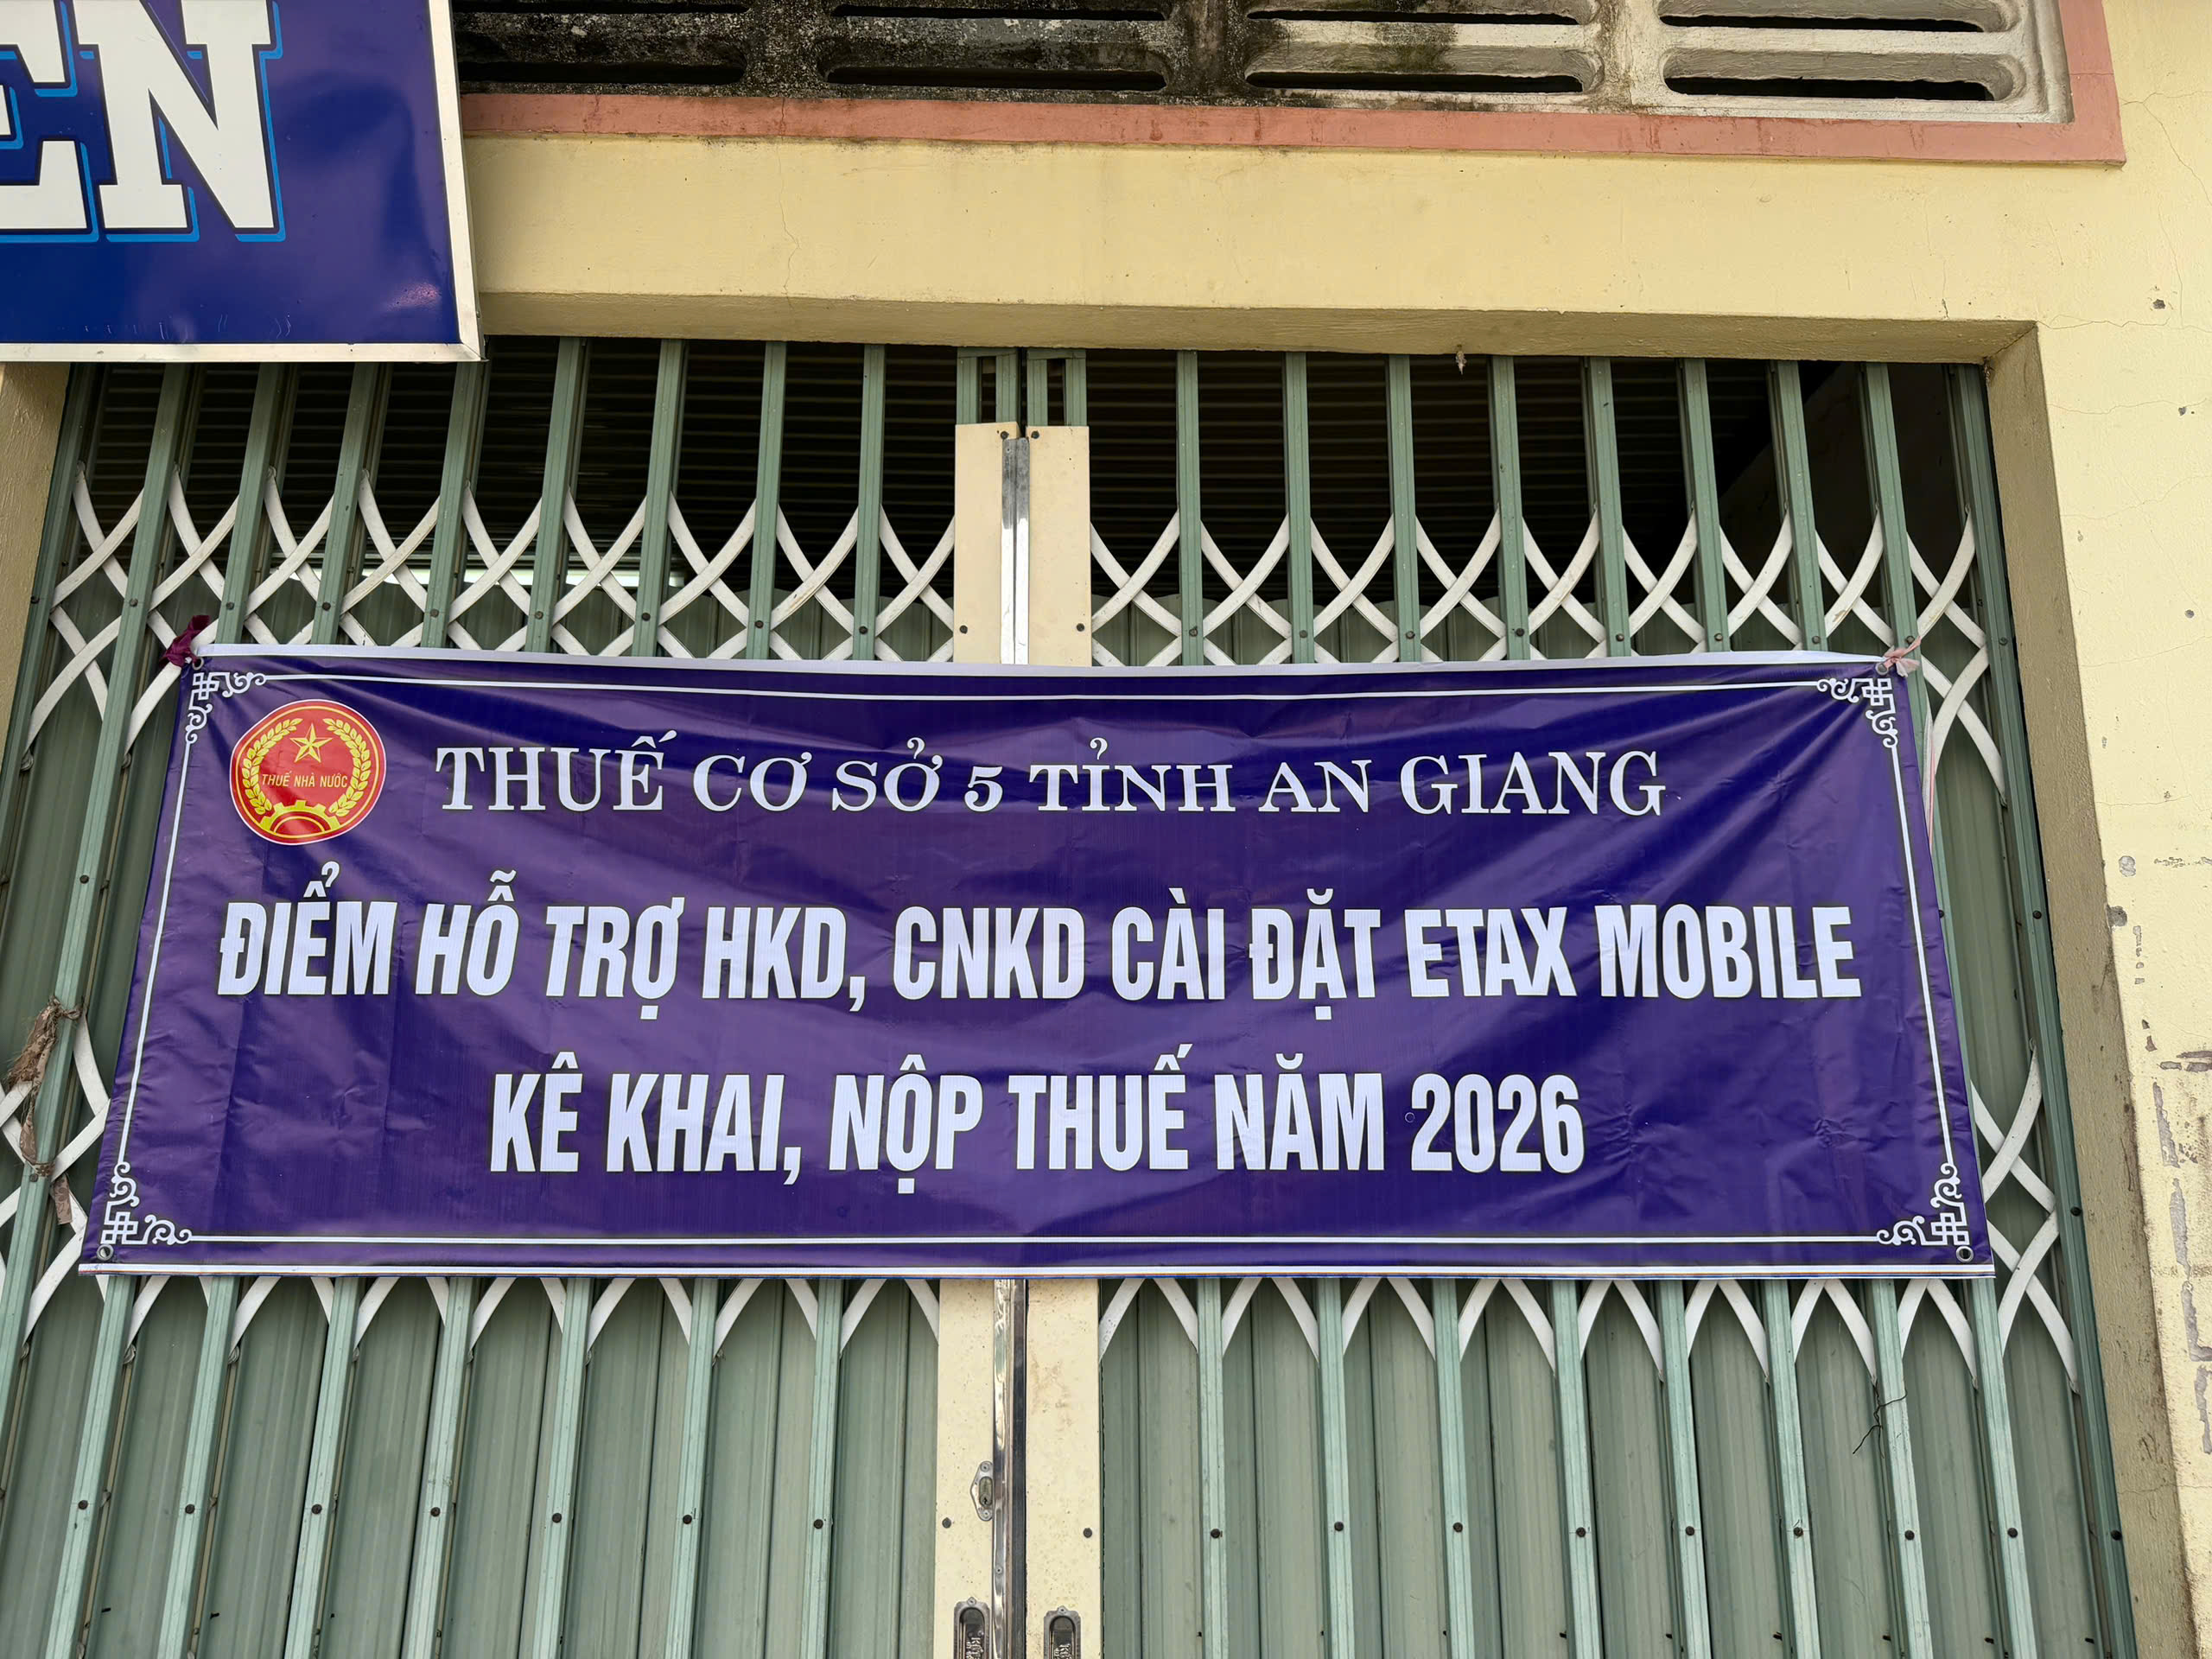 EN
THUẾ NHÀ NƯỚC
THUẾ CƠ SỞ 5 TỈNH AN GIANG
ĐIỂM HỖ TRỢ HKD, CNKD CÀI ĐẶT ETAX MOBILE
KÊ KHAI, NỘP THUẾ NĂM 2026